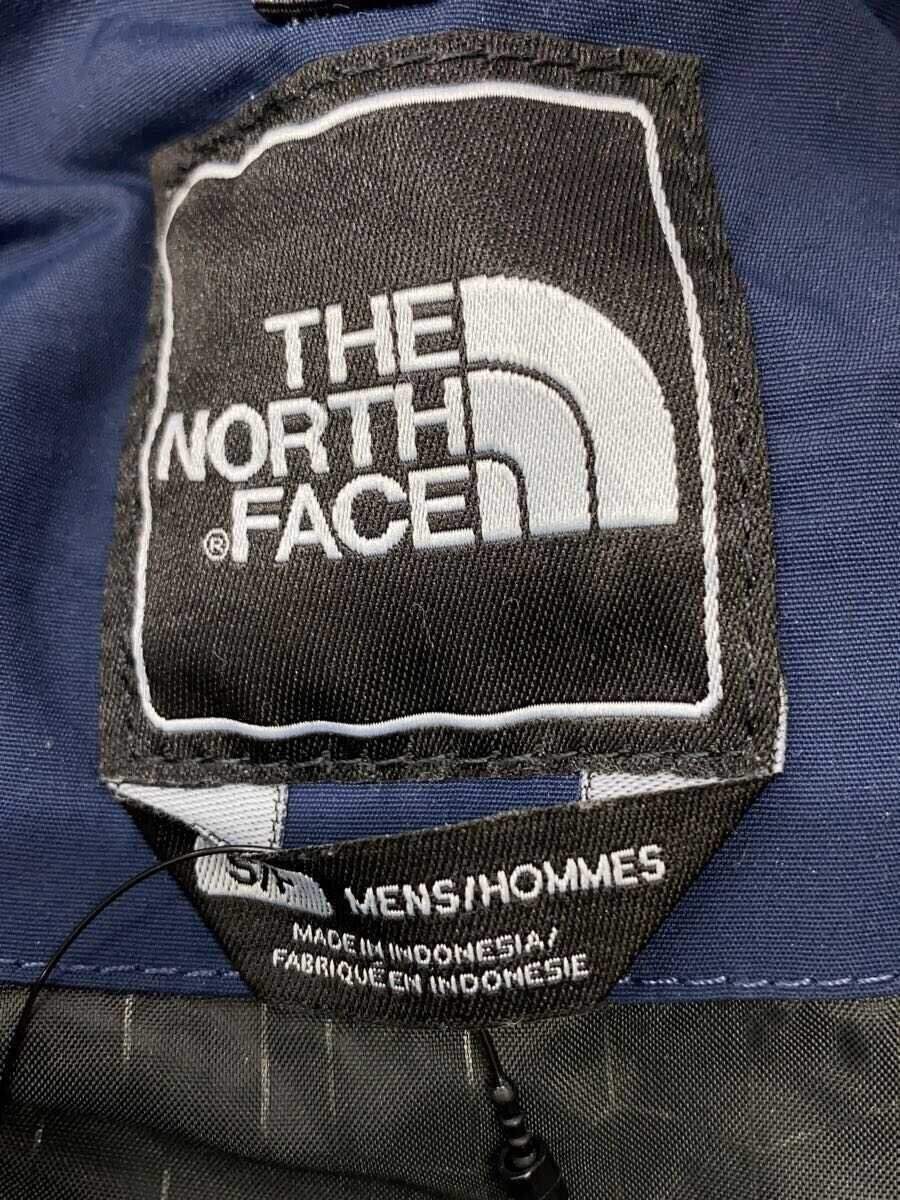 THE
NORTH
FACE
®
S/P MENS/HOMMES
MADE IN INDONESIA/
FABRIQUÉ EN INDONESIE